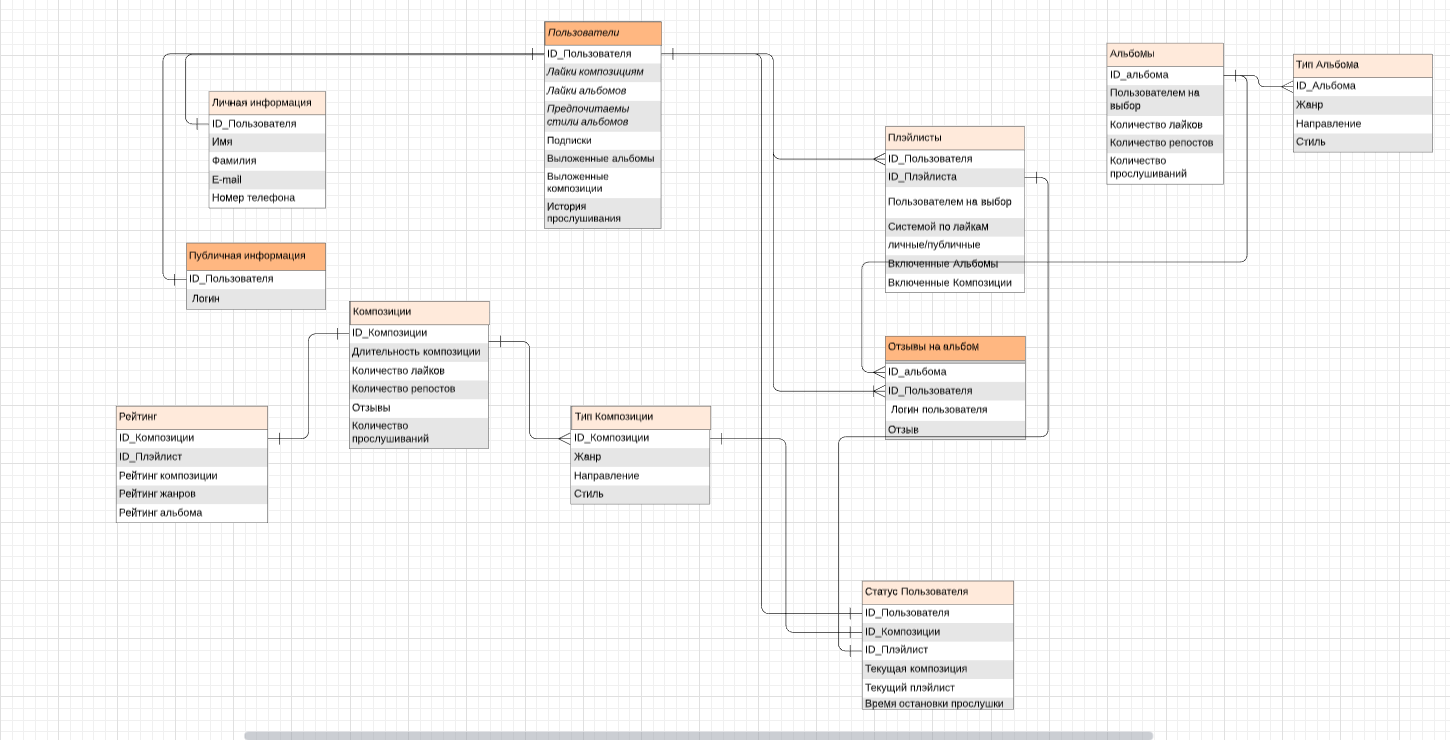 Пользователи
ID_Пользователя
Лайки композициям
Лайки альбомов
Предпочитаемы
стили альбомов
Подписки
Выложенные альбомы
Выложенные
композиции
История
прослушивания
Альбомы
ID_альбома
Пользователем на
выбор
Количество лайков
Количество репостов
Количество
прослушиваний
Тип Альбома
ID_Альбома
Жанр
Направление
Стиль
Личная информация
ID_Пользователя
Имя
Фамилия
E-mail
Номер телефона
Плэйлисты
ID_Пользователя
ID_Плэйлиста
Пользователем на выбор
Системой по лайкам
личные/публичные
Включенные Альбомы
Включенные Композиции
Публичная информация
ID_Пользователя
Логин
Композиции
ID_Композиции
Длительность композиции
Количество лайков
Количество репостов
Отзывы
Количество
прослушиваний
Отзывы на альбом
ID_альбома
ID_Пользователя
Логин пользователя
Отзыв
Рейтинг
ID_Композиции
ID_Плэйлист
Рейтинг композиции
Рейтинг жанров
Рейтинг альбома
Тип Композиции
ID_Композиции
Жанр
Направление
Стиль
Статус Пользователя
ID_Пользователя
ID_Композиции
ID_Плэйлист
Текущая композиция
Текущий плэйлист
Время остановки прослушки